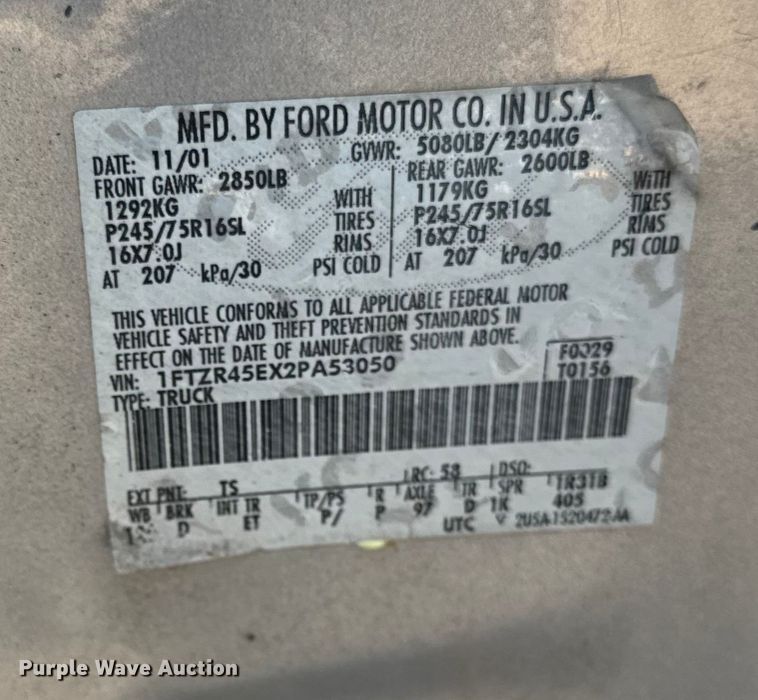 MFD. BY FORD MOTOR CO. IN U.S.A.
DATE: 11/01 GVWR: 5080LB/ 2304KG
FRONT GAWR: 2850LB REAR GAWR: 2600LB
1292KG WITH 1179KG WITH
P245/75R16SL TIRES P245/75R16SL TIRES
16X7.0J RIMS 16X7.0J RIMS
AT 207 kPa/30 PSI COLD AT 207 kPa/30 PSI COLD
THIS VEHICLE CONFORMS TO ALL APPLICABLE FEDERAL MOTOR
VEHICLE SAFETY AND THEFT PREVENTION STANDARDS IN
EFFECT ON THE DATE OF MANUFACTURE SHOWN ABOVE.
VIN: 1FTZR45EX2PA53050 F0029
TYPE: TRUCK T0156
EXT PNT: TS RC: 58 DSO:
WB BRK INT TR TP/PS R AXLE TR SPR TR3TB
D ET P/ P 97 D 1K 405
UTC
Purple Wave Auction